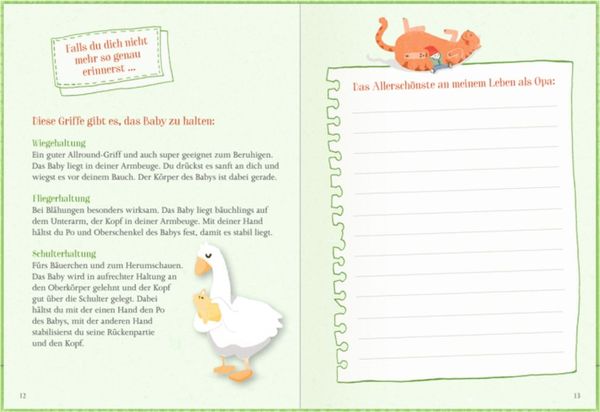 Falls du dich nicht
mehr so genau
erinnerst ...
Diese Griffe gibt es, das Baby zu halten:
Wiegehaltung
Ein guter Allround-Griff und auch super geeignet zum Beruhigen.
Das Baby liegt in deiner Armbeuge. Du drückst es sanft an dich und
wiegst es vor deinem Bauch. Der Körper des Babys ist dabei gerade.
Fliegerhaltung
Bei Blähungen besonders wirksam. Das Baby liegt bäuchlings auf
dem Unterarm, der Kopf in deiner Armbeuge. Mit deiner Hand
hältst du Po und Oberschenkel des Babys fest, damit es stabil liegt.
Schulterhaltung
Fürs Bäuerchen und zum Herumschauen.
Das Baby wird in aufrechter Haltung an
den Oberkörper gelehnt und der Kopf
gut über die Schulter gelegt. Dabei
hältst du mit der einen Hand den Po
des Babys, mit der anderen Hand
stabilisierst du seine Rückenpartie
und den Kopf.
12
Das Allerschönste an meinem Leben als Opa:
13